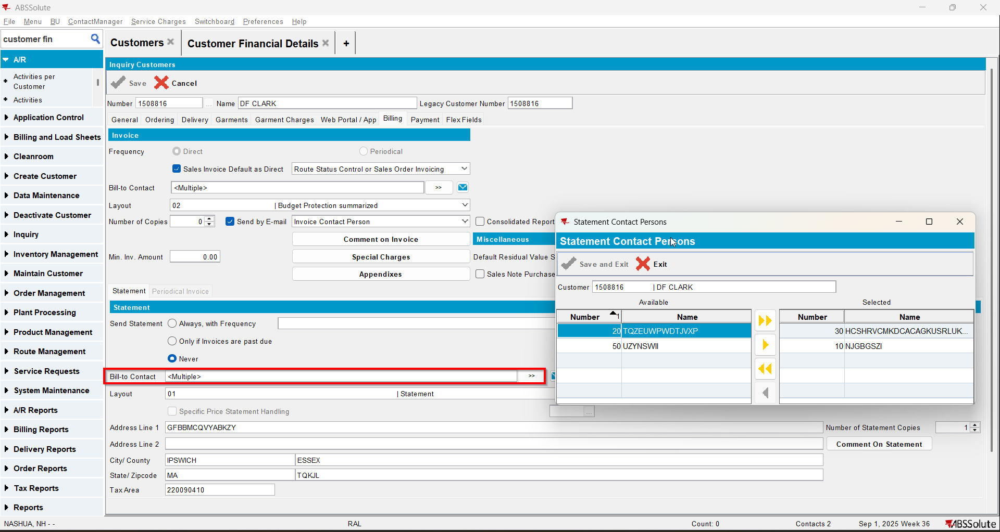 ABSSolute
File Menu BU ContactManager Service Charges Switchboard Preferences Help
customer fin
Customers
Customer Financial Details
+
A/R
Activities per
Customer
Activities
Application Control
Billing and Load Sheets
Cleanroom
Create Customer
Data Maintenance
Deactivate Customer
Inquiry
Inventory Management
Maintain Customer
Order Management
Plant Processing
Product Management
Route Management
Service Requests
System Maintenance
A/R Reports
Billing Reports
Delivery Reports
Order Reports
Tax Reports
Reports
Inquiry Customers
Save Cancel
Number 1508816 ... Name DF CLARK Legacy Customer Number 1508816
General Ordering Delivery Garments Garment Charges Web Portal / App Billing Payment Flex Fields
Invoice
Frequency Direct Periodical
Sales Invoice Default as Direct Route Status Control or Sales Order Invoicing
Bill-to Contact <Multiple> >>
Layout 02 | Budget Protection summarized
Number of Copies 0 Send by E-mail Invoice Contact Person Consolidated Report
Comment on Invoice Miscellaneous
Min. Inv. Amount 0.00 Special Charges Default Residual Value S
Appendixes Sales Note Purchase
Statement Periodical Invoice
Statement
Send Statement Always, with Frequency
Only if Invoices are past due
Never
Bill-to Contact <Multiple> >>
Layout 01 | Statement
Specific Price Statement Handling ...
Address Line 1 GFBBMCQVYABKZY Number of Statement Copies 1
Address Line 2 Comment On Statement
City/ County IPSWICH ESSEX
State/ Zipcode MA TQKJL
Tax Area 220090410
Statement Contact Persons
Statement Contact Persons
Save and Exit Exit
Customer 1508816 | DF CLARK
Available Selected
Number 1 Name Number Name
20 TQZEUWPWDTJVXP 30 HCSHRVCMKDCACAGKUSRLUK...
50 UZYNSWII 10 NJGBGSZI
NASHUA, NH - - RAL Count: 0 Contacts 2 Sep 1, 2025 Week 36 ABSSolute